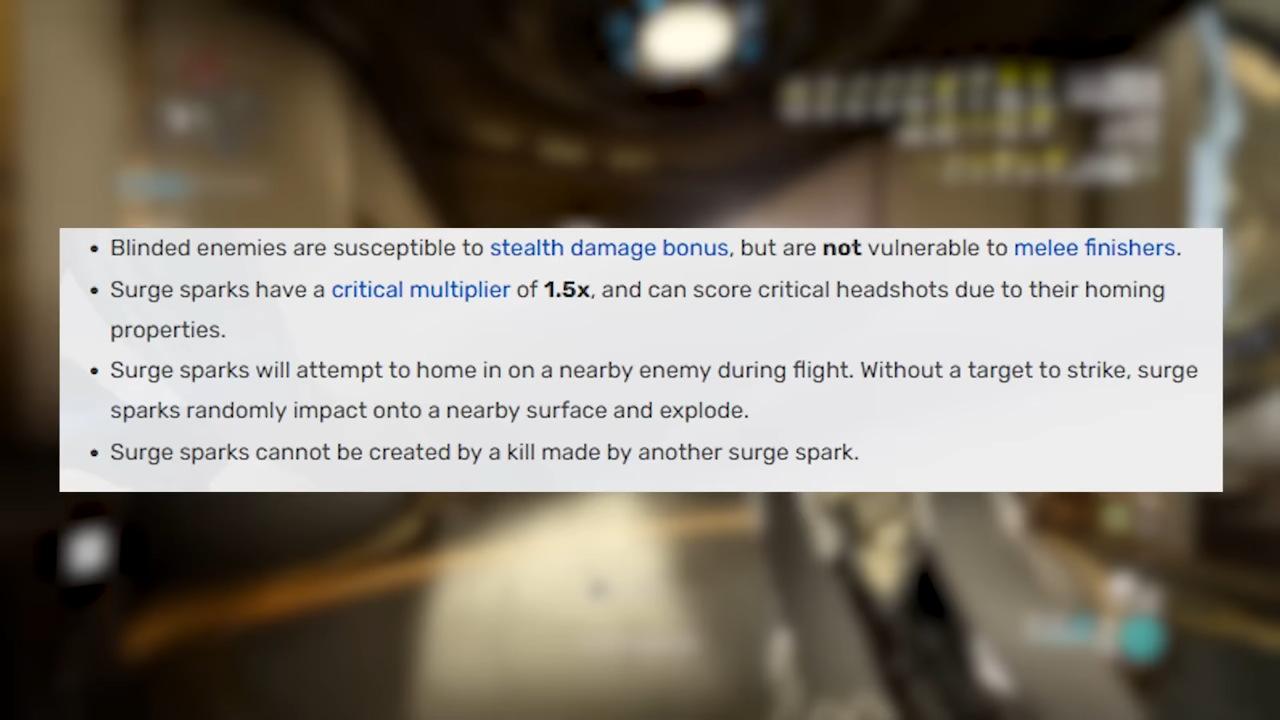 • Blinded enemies are susceptible to stealth damage bonus, but are not vulnerable to melee finishers.
• Surge sparks have a critical multiplier of 1.5x, and can score critical headshots due to their homing
properties.
• Surge sparks will attempt to home in on a nearby enemy during flight. Without a target to strike, surge
sparks randomly impact onto a nearby surface and explode.
• Surge sparks cannot be created by a kill made by another surge spark.